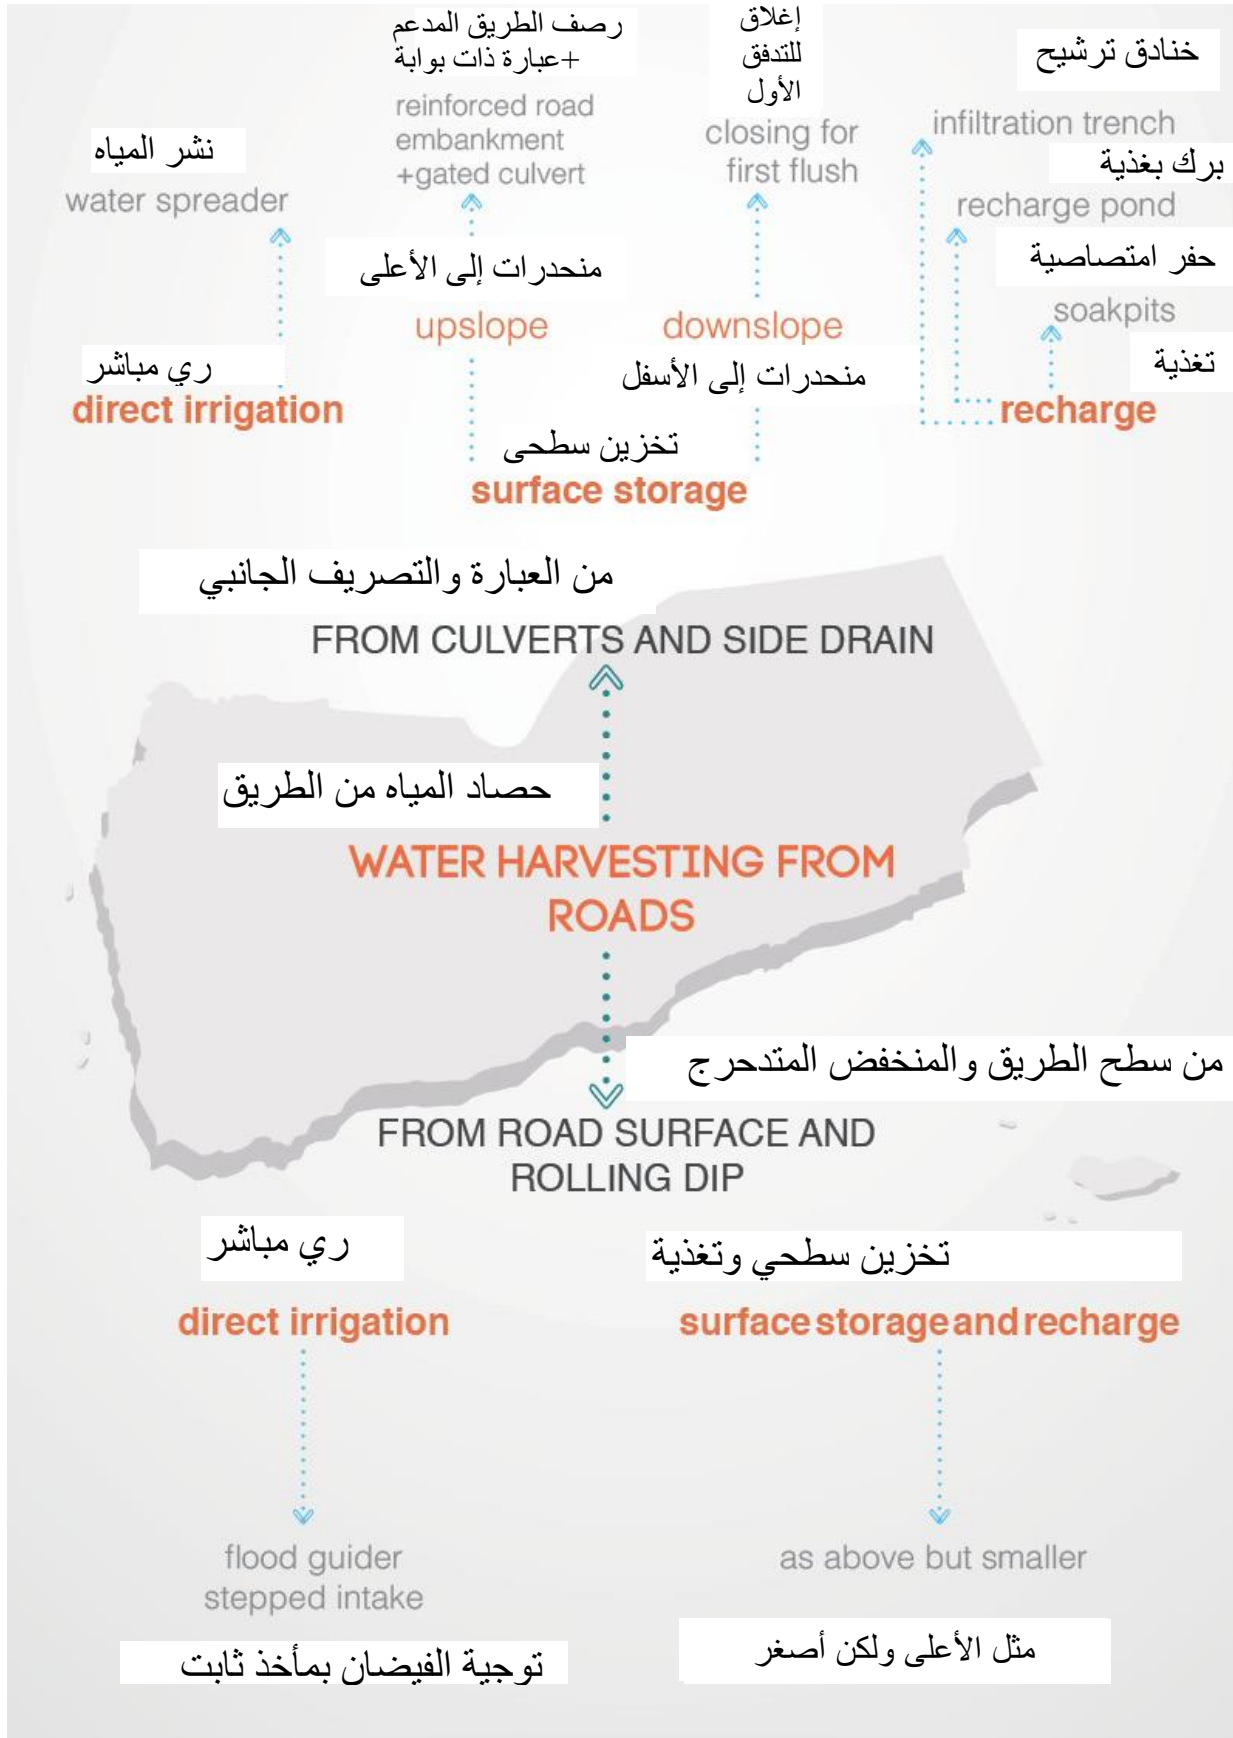 رصف الطريق المدعم
+عبارة ذات بوابة
reinforced road
embankment
+gated culvert
إغلاق
للتدفق
الأول
closing for
first flush
خنادق ترشيح
infiltration trench
نشر المياه
water spreader
برك بغذية
recharge pond
منحدرات إلى الأعلى
upslope
downslope
منحدرات إلى الأسفل
حفر امتصاصية
soakpits
تغذية
recharge
ري مباشر
direct irrigation
تخزين سطحى
surface storage
من العبارة والتصريف الجانبي
FROM CULVERTS AND SIDE DRAIN
حصاد المياه من الطريق
WATER HARVESTING FROM
ROADS
من سطح الطريق والمنخفض المتدحرج
FROM ROAD SURFACE AND
ROLLING DIP
ري مباشر
direct irrigation
تخزين سطحي وتغذية
surface storage and recharge
flood guider
stepped intake
توجية الفيضان بمأخذ ثابت
as above but smaller
مثل الأعلى ولكن أصغر